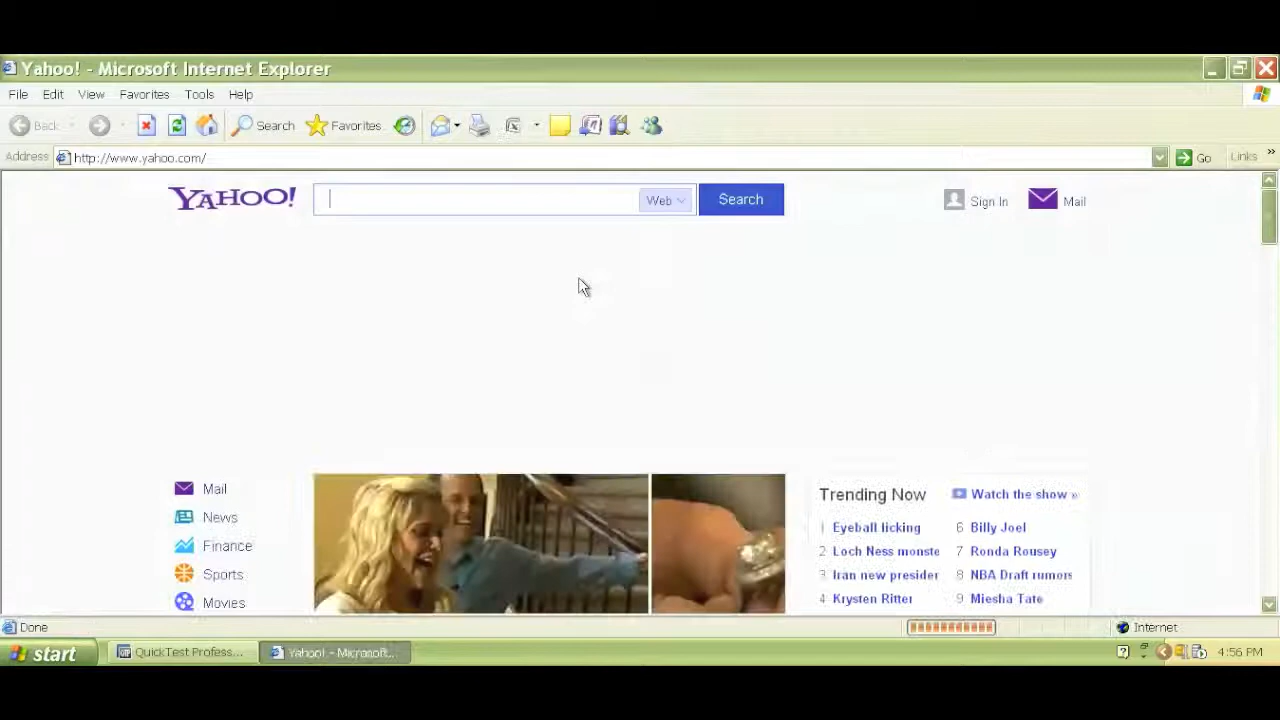 Yahoo! - Microsoft Internet Explorer
File Edit View Favorites Tools Help
Back Search Favorites
Address http://www.yahoo.com/ Go Links »
YAHOO! Web Search Sign In Mail
Mail
News
Finance
Sports
Movies
Trending Now Watch the show »
1 Eyeball licking
2 Loch Ness monste
3 Iran new presider
4 Krysten Ritter
6 Billy Joel
7 Ronda Rousey
8 NBA Draft rumors
9 Miesha Tate
Done Internet
start QuickTest Profess... Yahoo! - Microsoft... 4:56 PM